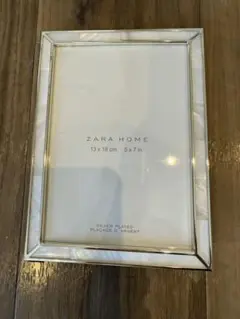 ZARA HOME
13 x 18 cm 5 x 7 in
SILVER PLATED
PLAQUÉ D'ARGENT